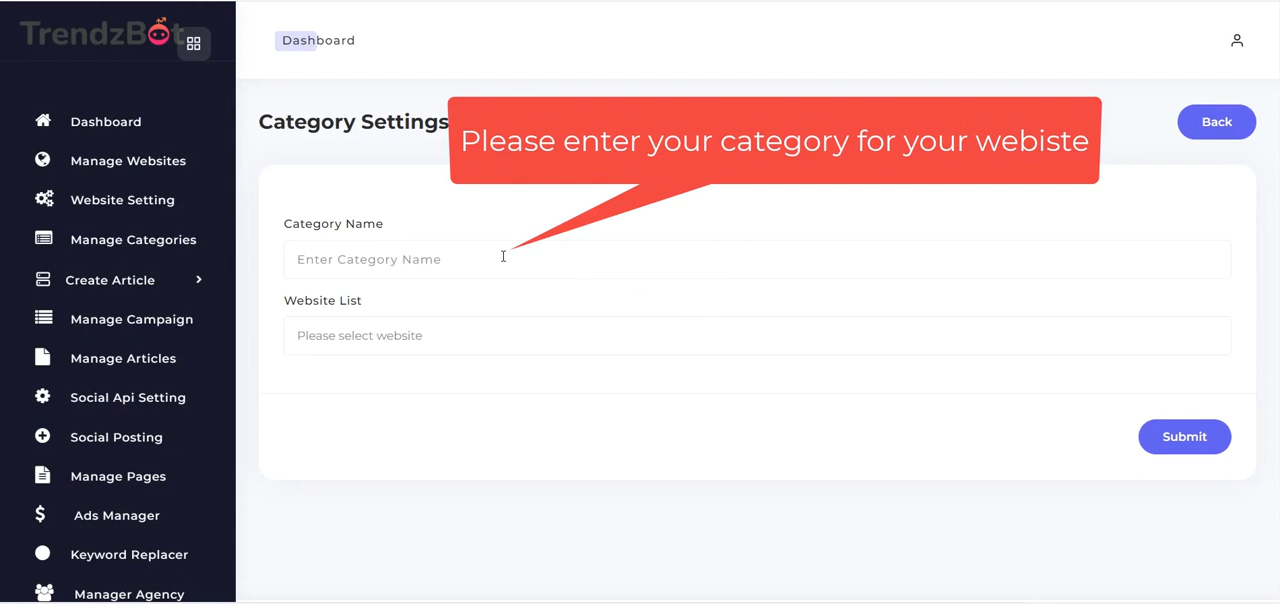 TrendzBot
Dashboard
Category Settings
Please enter your category for your webiste
Back
Dashboard
Manage Websites
Website Setting
Manage Categories
Create Article
Manage Campaign
Manage Articles
Social Api Setting
Social Posting
Manage Pages
Ads Manager
Keyword Replacer
Manager Agency
Category Name
Enter Category Name
Website List
Please select website
Submit